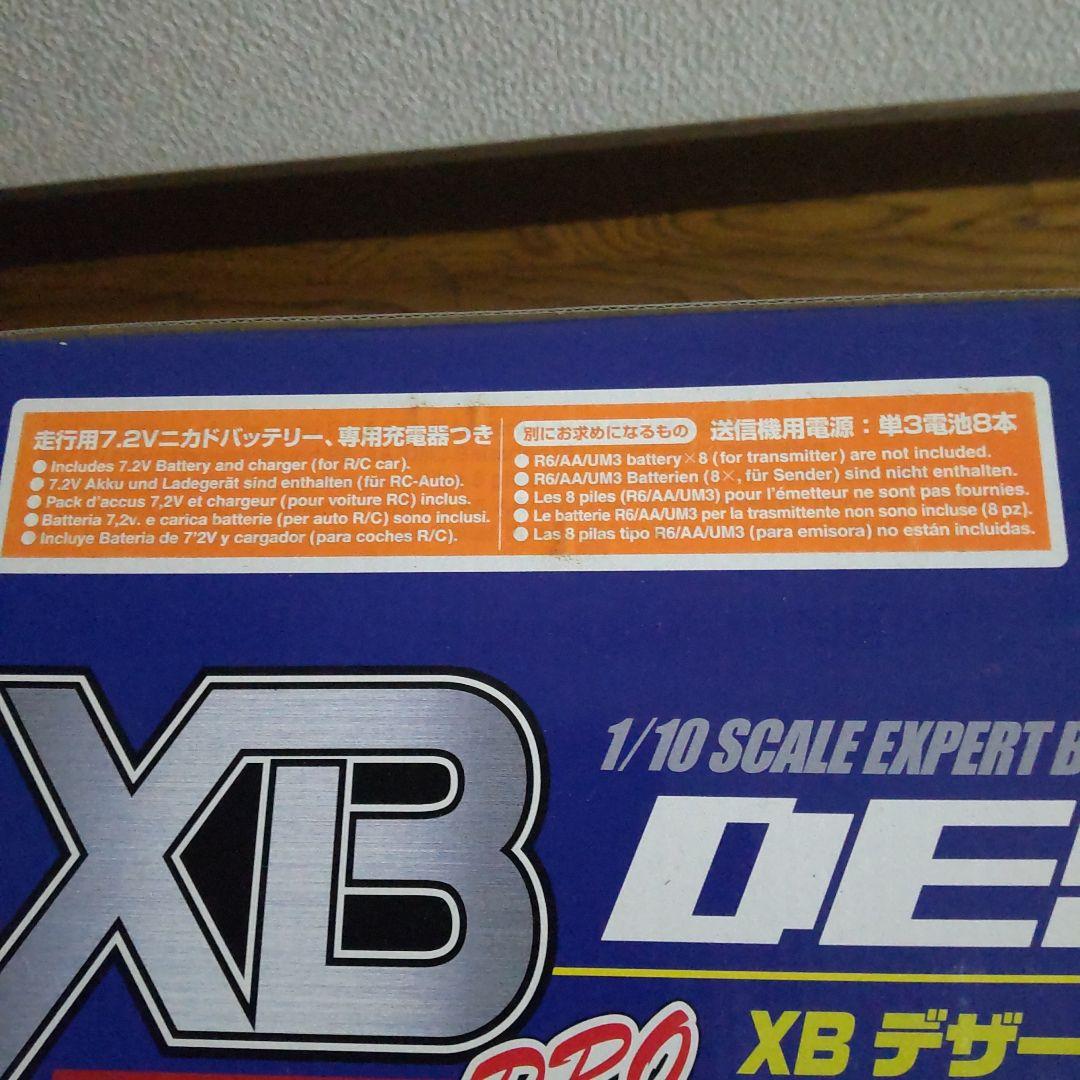 走行用7.2Vニカドバッテリー、専用充電器つき
● Includes 7.2V Battery and charger (for R/C car).
● 7.2V Akku und Ladegerät sind enthalten (für RC-Auto).
● Pack d'accus 7,2V et chargeur (pour voiture RC) inclus.
● Batteria 7,2v. e carica batterie (per auto R/C) sono inclusi.
● Incluye Bateria de 7'2V y cargador (para coches R/C).
別にお求めになるもの 送信機用電源：単3電池8本
● R6/AA/UM3 battery×8 (for transmitter) are not included.
● R6/AA/UM3 Batterien (8×, für Sender) sind nicht enthalten.
● Les 8 piles (R6/AA/UM3) pour l'émetteur ne sont pas fournies.
● Le batterie R6/AA/UM3 per la trasmittente non sono incluse (8 pz).
● Las 8 pilas tipo R6/AA/UM3 (para emisora) no están incluidas.
XB
PRO
1/10 SCALE EXPERT B
DES
XB デザー